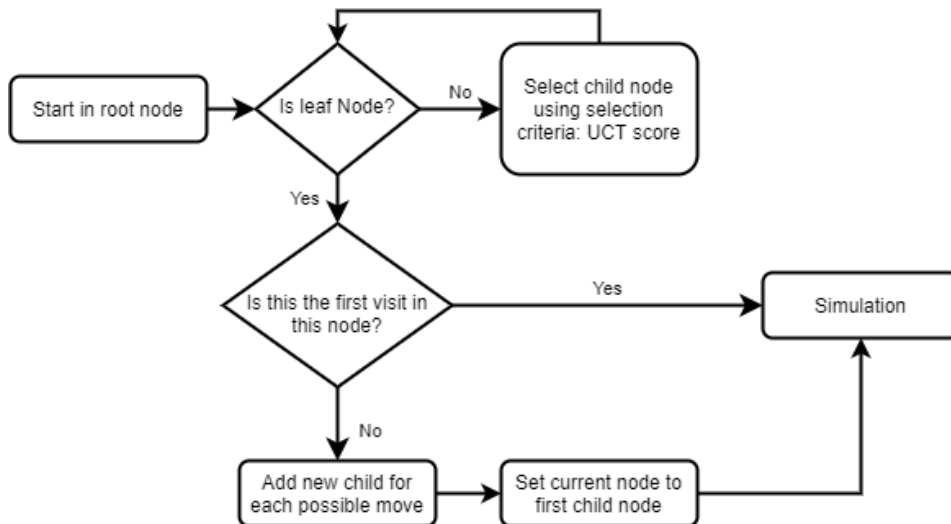 Start in root node
Is leaf Node?
No
Select child node
using selection
criteria: UCT score
Yes
Is this the first visit in
this node?
Yes
Simulation
No
Add new child for
each possible move
Set current node to
first child node